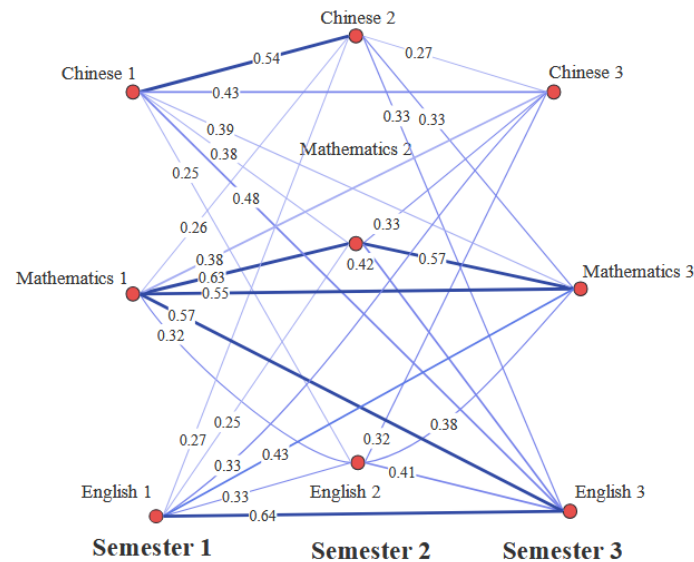 Chinese 2
0.27
0.54
Chinese 1
Chinese 3
0.43
0.33
0.33
0.39
Mathematics 2
0.38
0.25
0.48
0.26
0.33
0.38
0.42
0.57
Mathematics 1
0.63
Mathematics 3
0.55
0.57
0.32
0.25
0.38
0.27
0.32
0.43
0.33
0.41
English 1
0.33
English 2
English 3
0.64
Semester 1
Semester 2
Semester 3